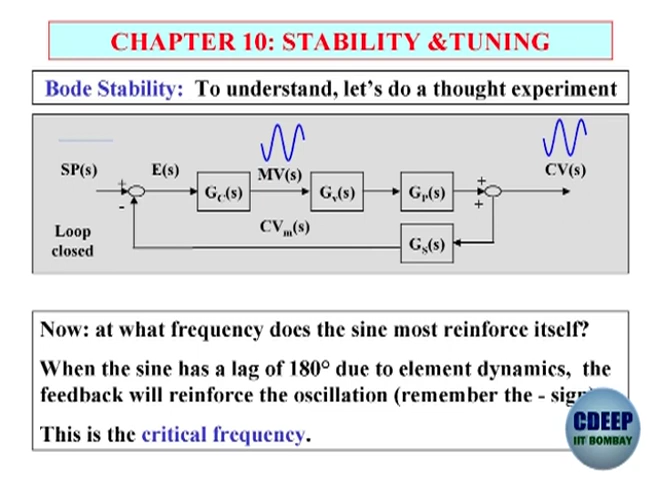 CHAPTER 10: STABILITY &TUNING
Bode Stability: To understand, let's do a thought experiment
SP(s)
+
-
E(s)
Gc(s)
MV(s)
Gv(s)
Gp(s)
+
+
CV(s)
CVm(s)
Gs(s)
Loop
closed
Now: at what frequency does the sine most reinforce itself?
When the sine has a lag of 180° due to element dynamics, the
feedback will reinforce the oscillation (remember the - sign
This is the critical frequency.
CDEEP
IIT BOMBAY